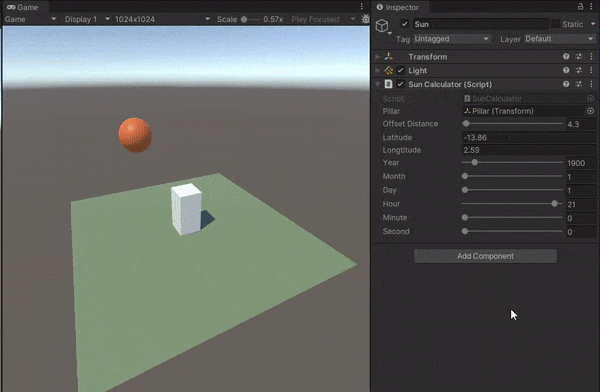 Game
Game Display 1 1024x1024 Scale 0.57x Play Focused
Inspector
Sun Static
Tag Untagged Layer Default
Transform
Light
Sun Calculator (Script)
Script SunCalculator
Pillar Pillar (Transform)
Offset Distance 4.3
Latitude -13.86
Longtitude 2.59
Year 1900
Month 1
Day 1
Hour 21
Minute 0
Second 0
Add Component